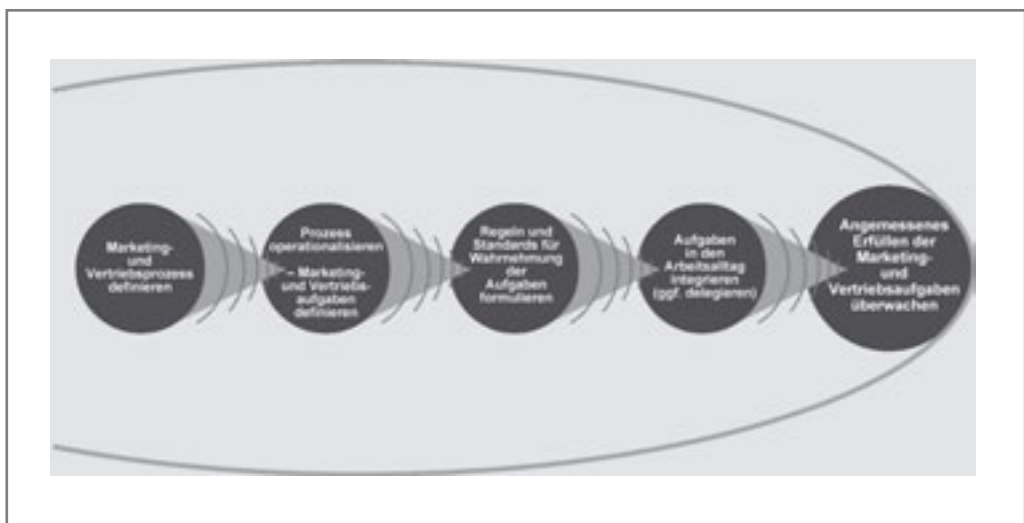 Marketing-
und
Vertriebsprozess
definieren
Prozess
operationalisieren
– Marketing-
und Vertriebs-
aufgaben
definieren
Regeln und
Standards für
Wahrnehmung
der
Aufgaben
formulieren
Aufgaben
in den
Arbeitsalltag
integrieren
(ggf. delegieren)
Angemessenes
Erfüllen der
Marketing-
und
Vertriebsaufgaben
überwachen